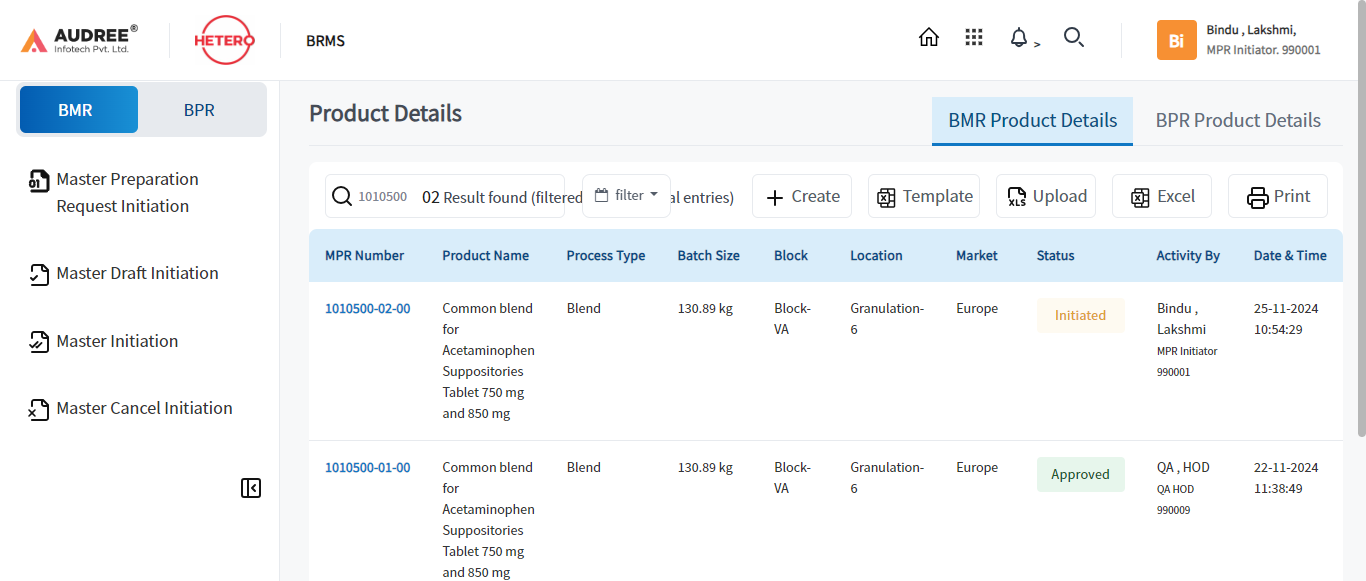 AUDREE®
Infotech Pvt. Ltd.
HETERO
BRMS
>
Bi
Bindu , Lakshmi,
MPR Initiator. 990001
BMR
BPR
Master Preparation
Request Initiation
Master Draft Initiation
Master Initiation
Master Cancel Initiation
Product Details
BMR Product Details
BPR Product Details
1010500
02 Result found (filtered
filter
al entries)
Create
Template
XLS Upload
Excel
Print
MPR Number Product Name Process Type Batch Size Block Location Market Status Activity By Date & Time
1010500-02-00 Common blend Blend 130.89 kg Block- Granulation- Europe Initiated Bindu , 25-11-2024
for VA 6 Lakshmi 10:54:29
Acetaminophen MPR Initiator
Suppositories 990001
Tablet 750 mg
and 850 mg
1010500-01-00 Common blend Blend 130.89 kg Block- Granulation- Europe Approved QA , HOD 22-11-2024
for VA 6 QA HOD 11:38:49
Acetaminophen 990009
Suppositories
Tablet 750 mg
and 850 mg